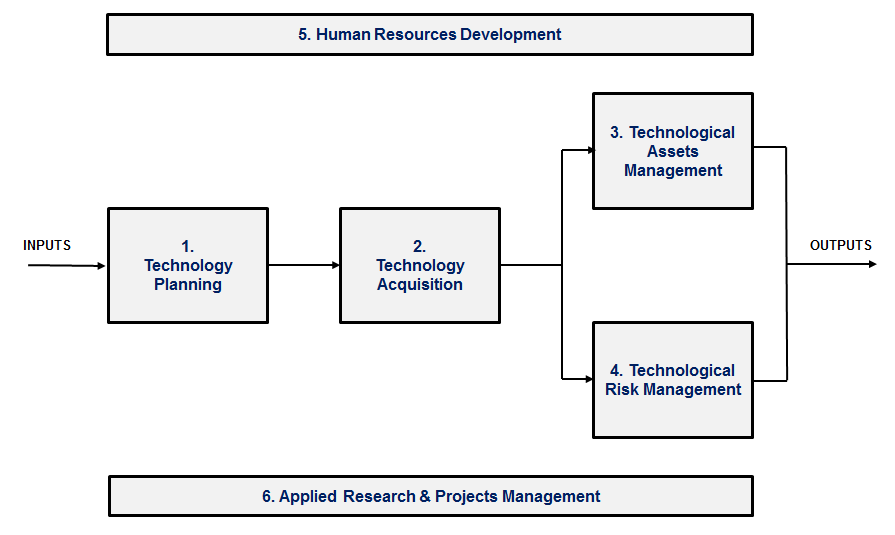 5. Human Resources Development
3. Technological
Assets
Management
INPUTS
1.
Technology
Planning
2.
Technology
Acquisition
OUTPUTS
4. Technological
Risk Management
6. Applied Research & Projects Management